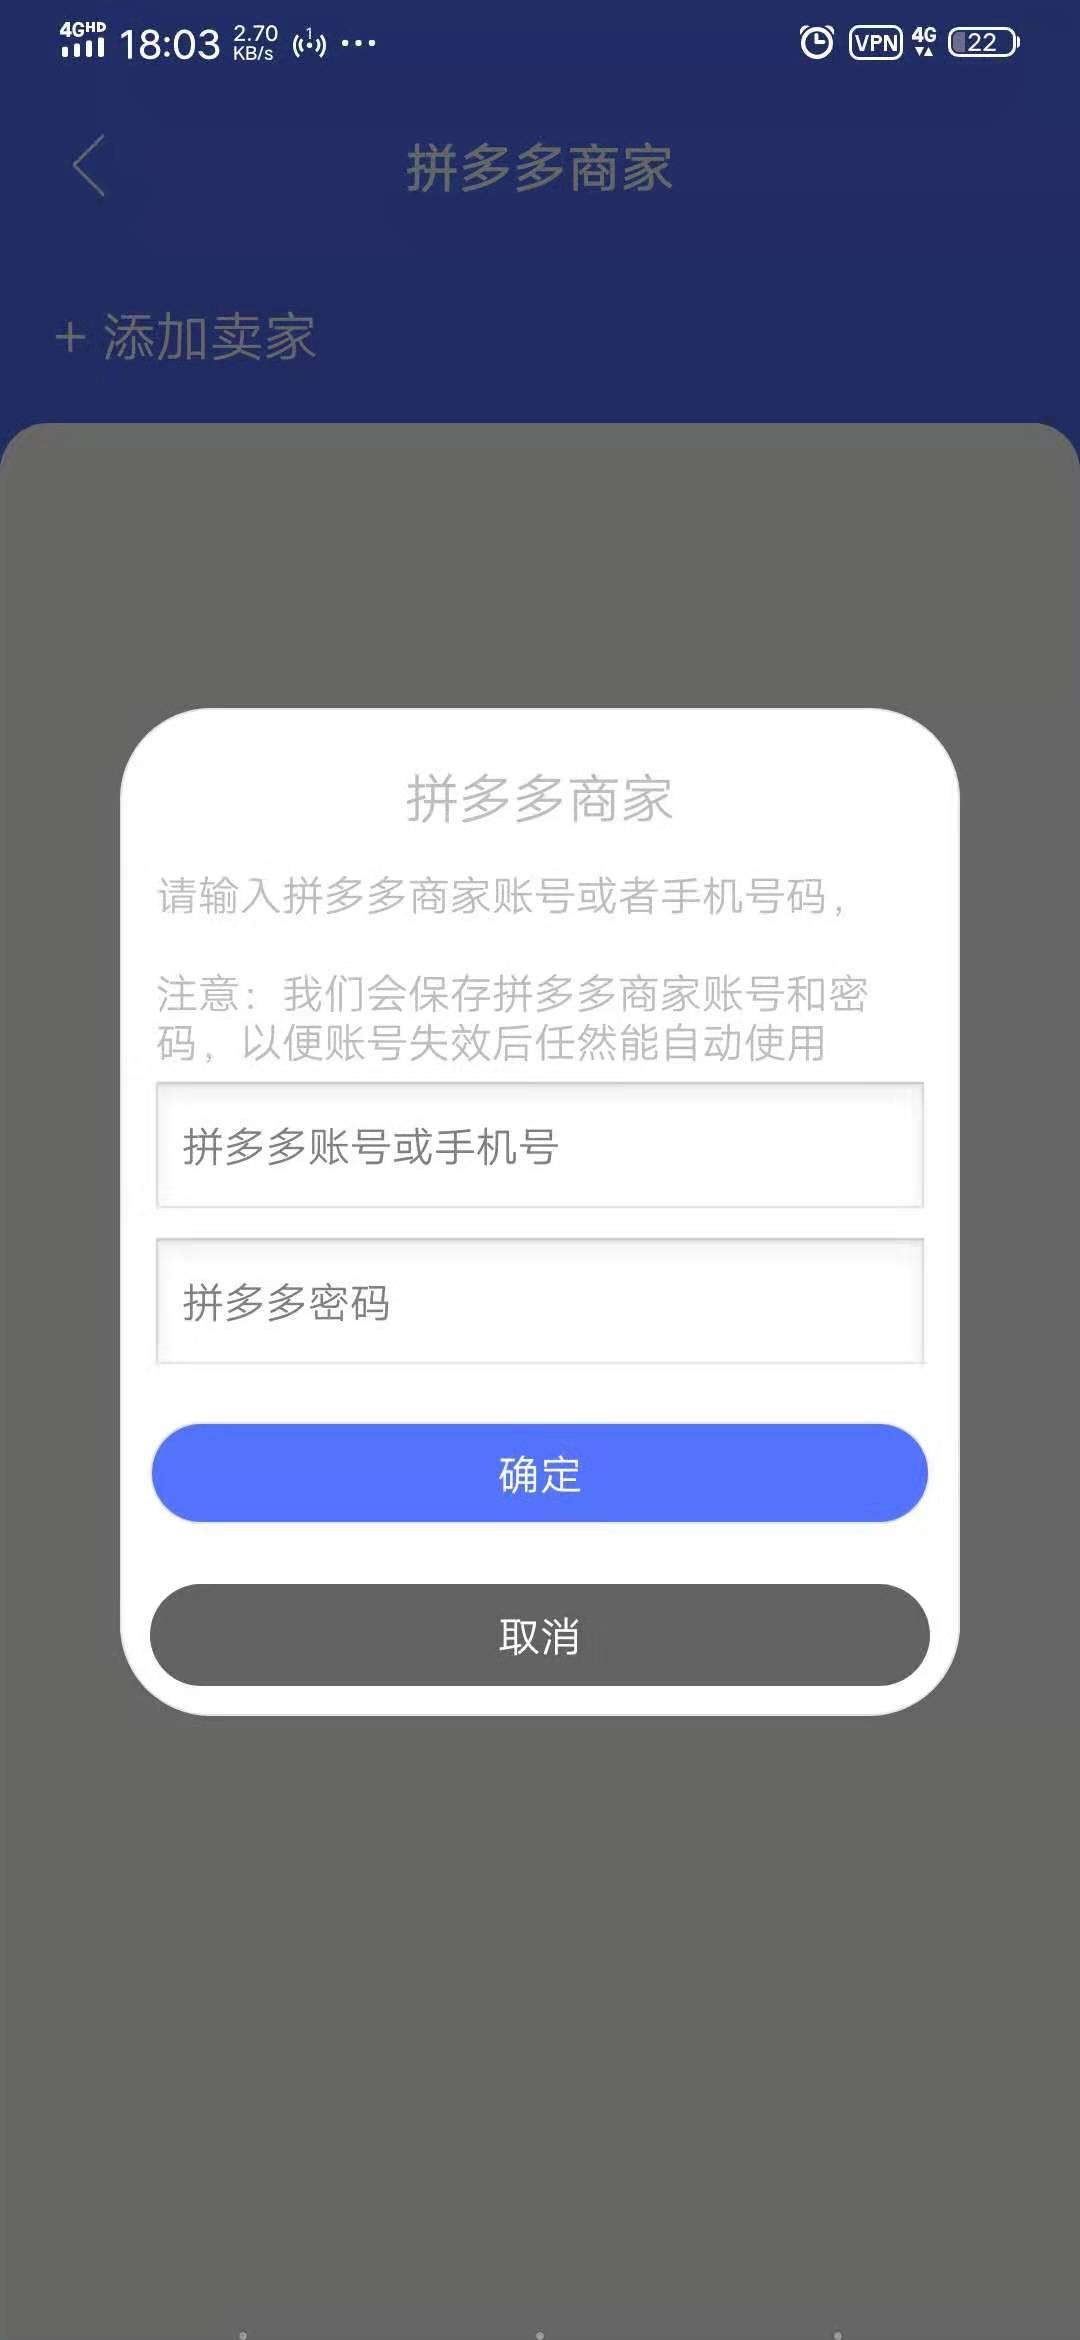 4GHD 18:03 2.70 KB/s 1 ··· VPN 4G 22
拼多多商家
+ 添加卖家
拼多多商家
请输入拼多多商家账号或者手机号码，
注意：我们会保存拼多多商家账号和密
码，以便账号失效后任然能自动使用
拼多多账号或手机号
拼多多密码
确定
取消